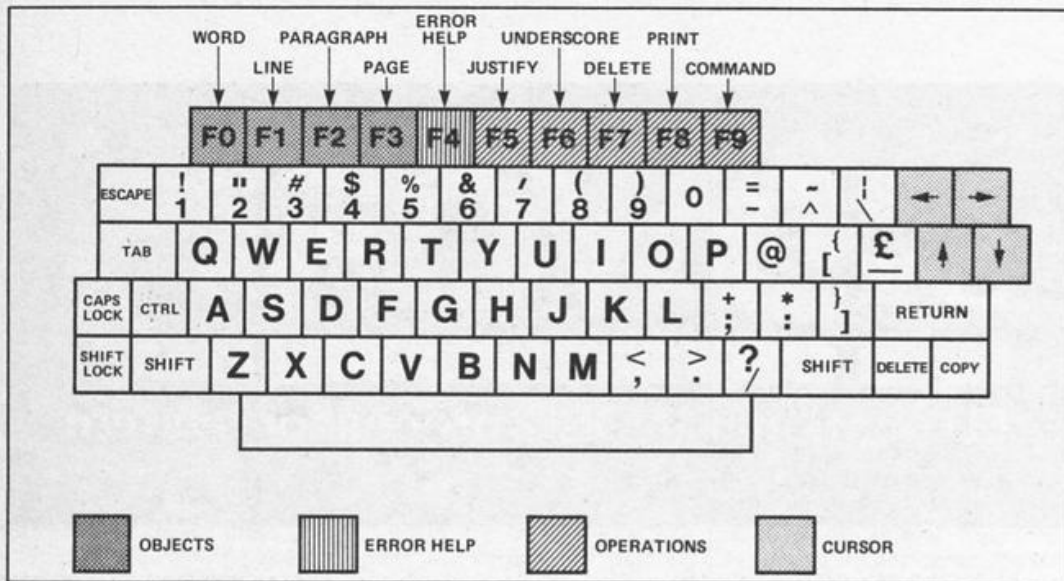 ERROR
WORD PARAGRAPH HELP UNDERSCORE PRINT
LINE PAGE JUSTIFY DELETE COMMAND
F0 F1 F2 F3 F4 F5 F6 F7 F8 F9
ESCAPE ! 1 " 2 # 3 $ 4 % 5 & 6 ' 7 ( 8 ) 9 0 = - ~ ^ ¦ \ ← →
TAB Q W E R T Y U I O P @ { [ £ _ ↑ ↓
CAPS LOCK CTRL A S D F G H J K L + ; * : } ] RETURN
SHIFT LOCK SHIFT Z X C V B N M < , > . ? / SHIFT DELETE COPY
OBJECTS ERROR HELP OPERATIONS CURSOR